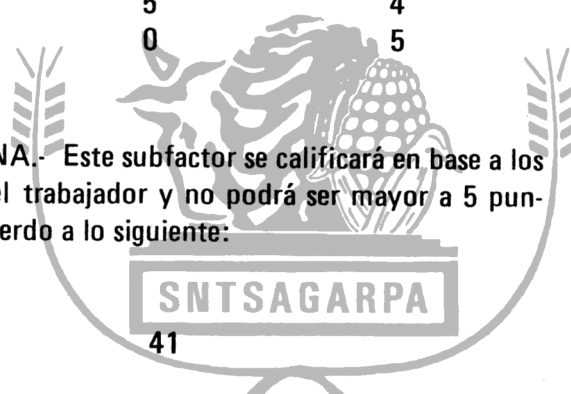 5 4
0 5
NA.- Este subfactor se calificará en base a los
el trabajador y no podrá ser mayor a 5 pun-
erdo a lo siguiente:
SNTSAGARPA
41